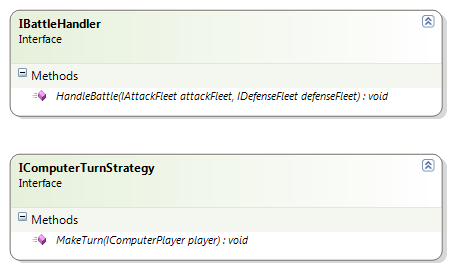 IBattleHandler
Interface
Methods
HandleBattle(IAttackFleet attackFleet, IDefenseFleet defenseFleet) : void
IComputerTurnStrategy
Interface
Methods
MakeTurn(IComputerPlayer player) : void